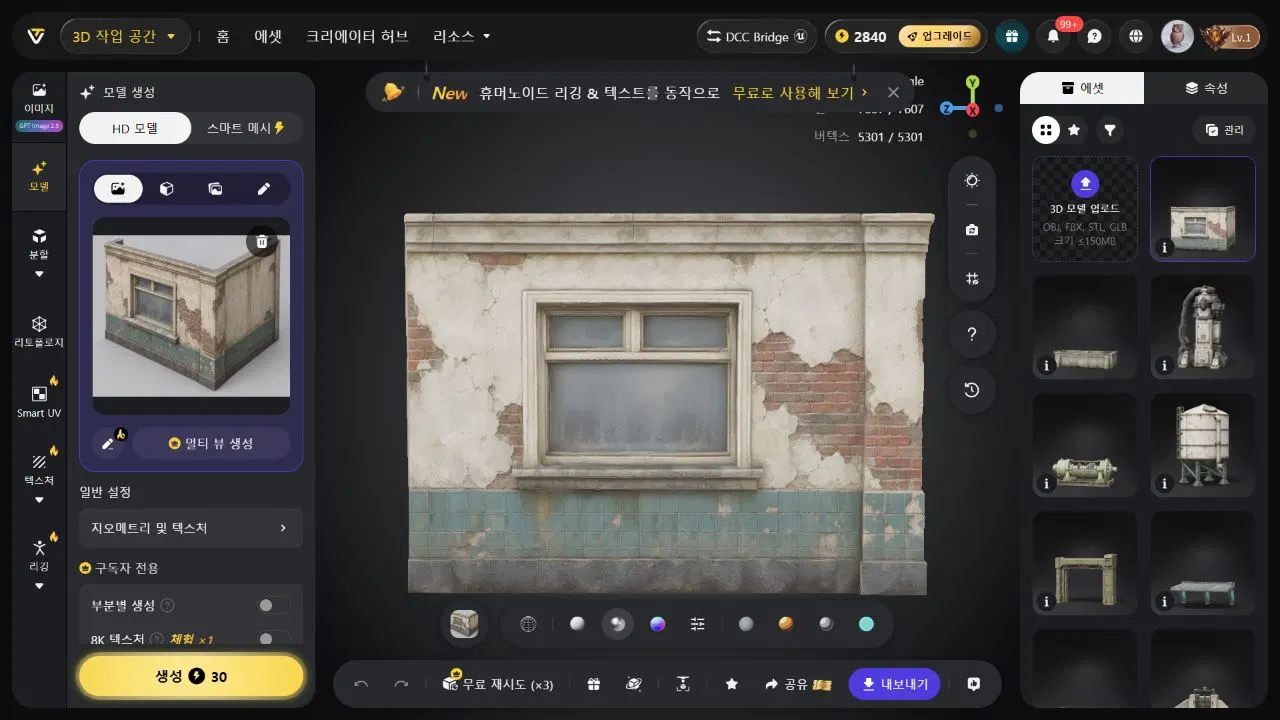 3D 작업 공간
홈
에셋
크리에이터 허브
리소스
DCC Bridge
2840
업그레이드
99+
Lv.1
이미지
GPT Image 2.5
모델
분할
리토폴로지
Smart UV
텍스처
리깅
모델 생성
HD 모델
스마트 메시
멀티 뷰 생성
일반 설정
지오메트리 및 텍스처
구독자 전용
부분별 생성
8K 텍스처
체험 ×1
생성 30
New 휴머노이드 리깅 & 텍스트를 동작으로 무료로 사용해 보기
버텍스 5301 / 5301
Y
Z
X
무료 재시도 (×3)
공유
내보내기
에셋
속성
관리
3D 모델 업로드
OBJ, FBX, STL, GLB
크기 ≤150MB